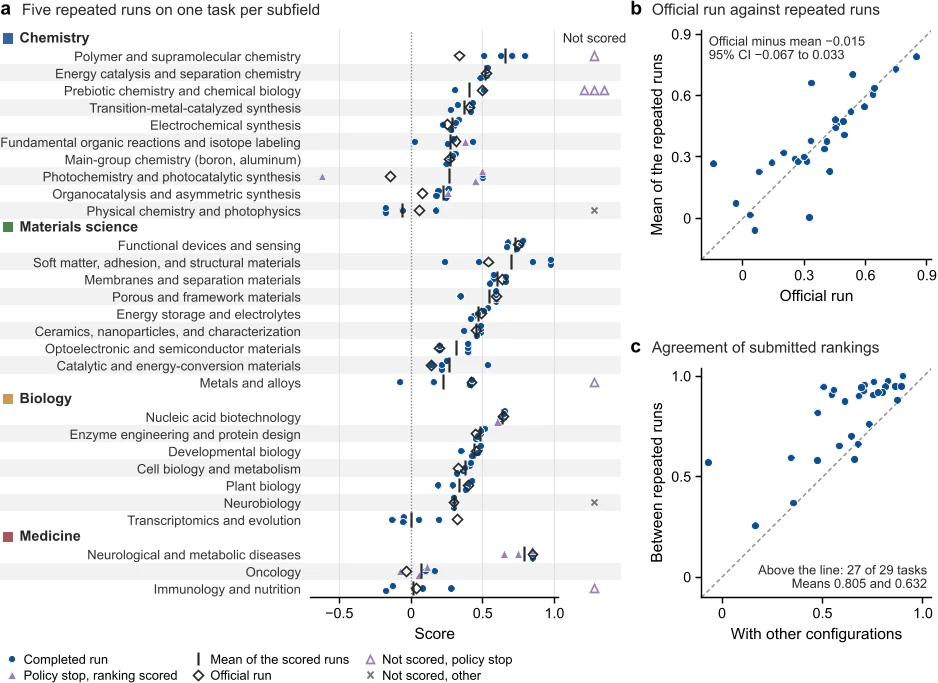 a Five repeated runs on one task per subfield
Chemistry
Not scored
Polymer and supramolecular chemistry
Energy catalysis and separation chemistry
Prebiotic chemistry and chemical biology
Transition-metal-catalyzed synthesis
Electrochemical synthesis
Fundamental organic reactions and isotope labeling
Main-group chemistry (boron, aluminum)
Photochemistry and photocatalytic synthesis
Organocatalysis and asymmetric synthesis
Physical chemistry and photophysics
Materials science
Functional devices and sensing
Soft matter, adhesion, and structural materials
Membranes and separation materials
Porous and framework materials
Energy storage and electrolytes
Ceramics, nanoparticles, and characterization
Optoelectronic and semiconductor materials
Catalytic and energy-conversion materials
Metals and alloys
Biology
Nucleic acid biotechnology
Enzyme engineering and protein design
Developmental biology
Cell biology and metabolism
Plant biology
Neurobiology
Transcriptomics and evolution
Medicine
Neurological and metabolic diseases
Oncology
Immunology and nutrition
−0.5 0 0.5 1.0
Score
Completed run
Policy stop, ranking scored
Mean of the scored runs
Official run
Not scored, policy stop
Not scored, other
b Official run against repeated runs
Official minus mean −0.015
95% CI −0.067 to 0.033
Mean of the repeated runs
0.9
0.6
0.3
0
0 0.3 0.6 0.9
Official run
c Agreement of submitted rankings
Between repeated runs
1.0
0.5
0
Above the line: 27 of 29 tasks
Means 0.805 and 0.632
0 0.5 1.0
With other configurations